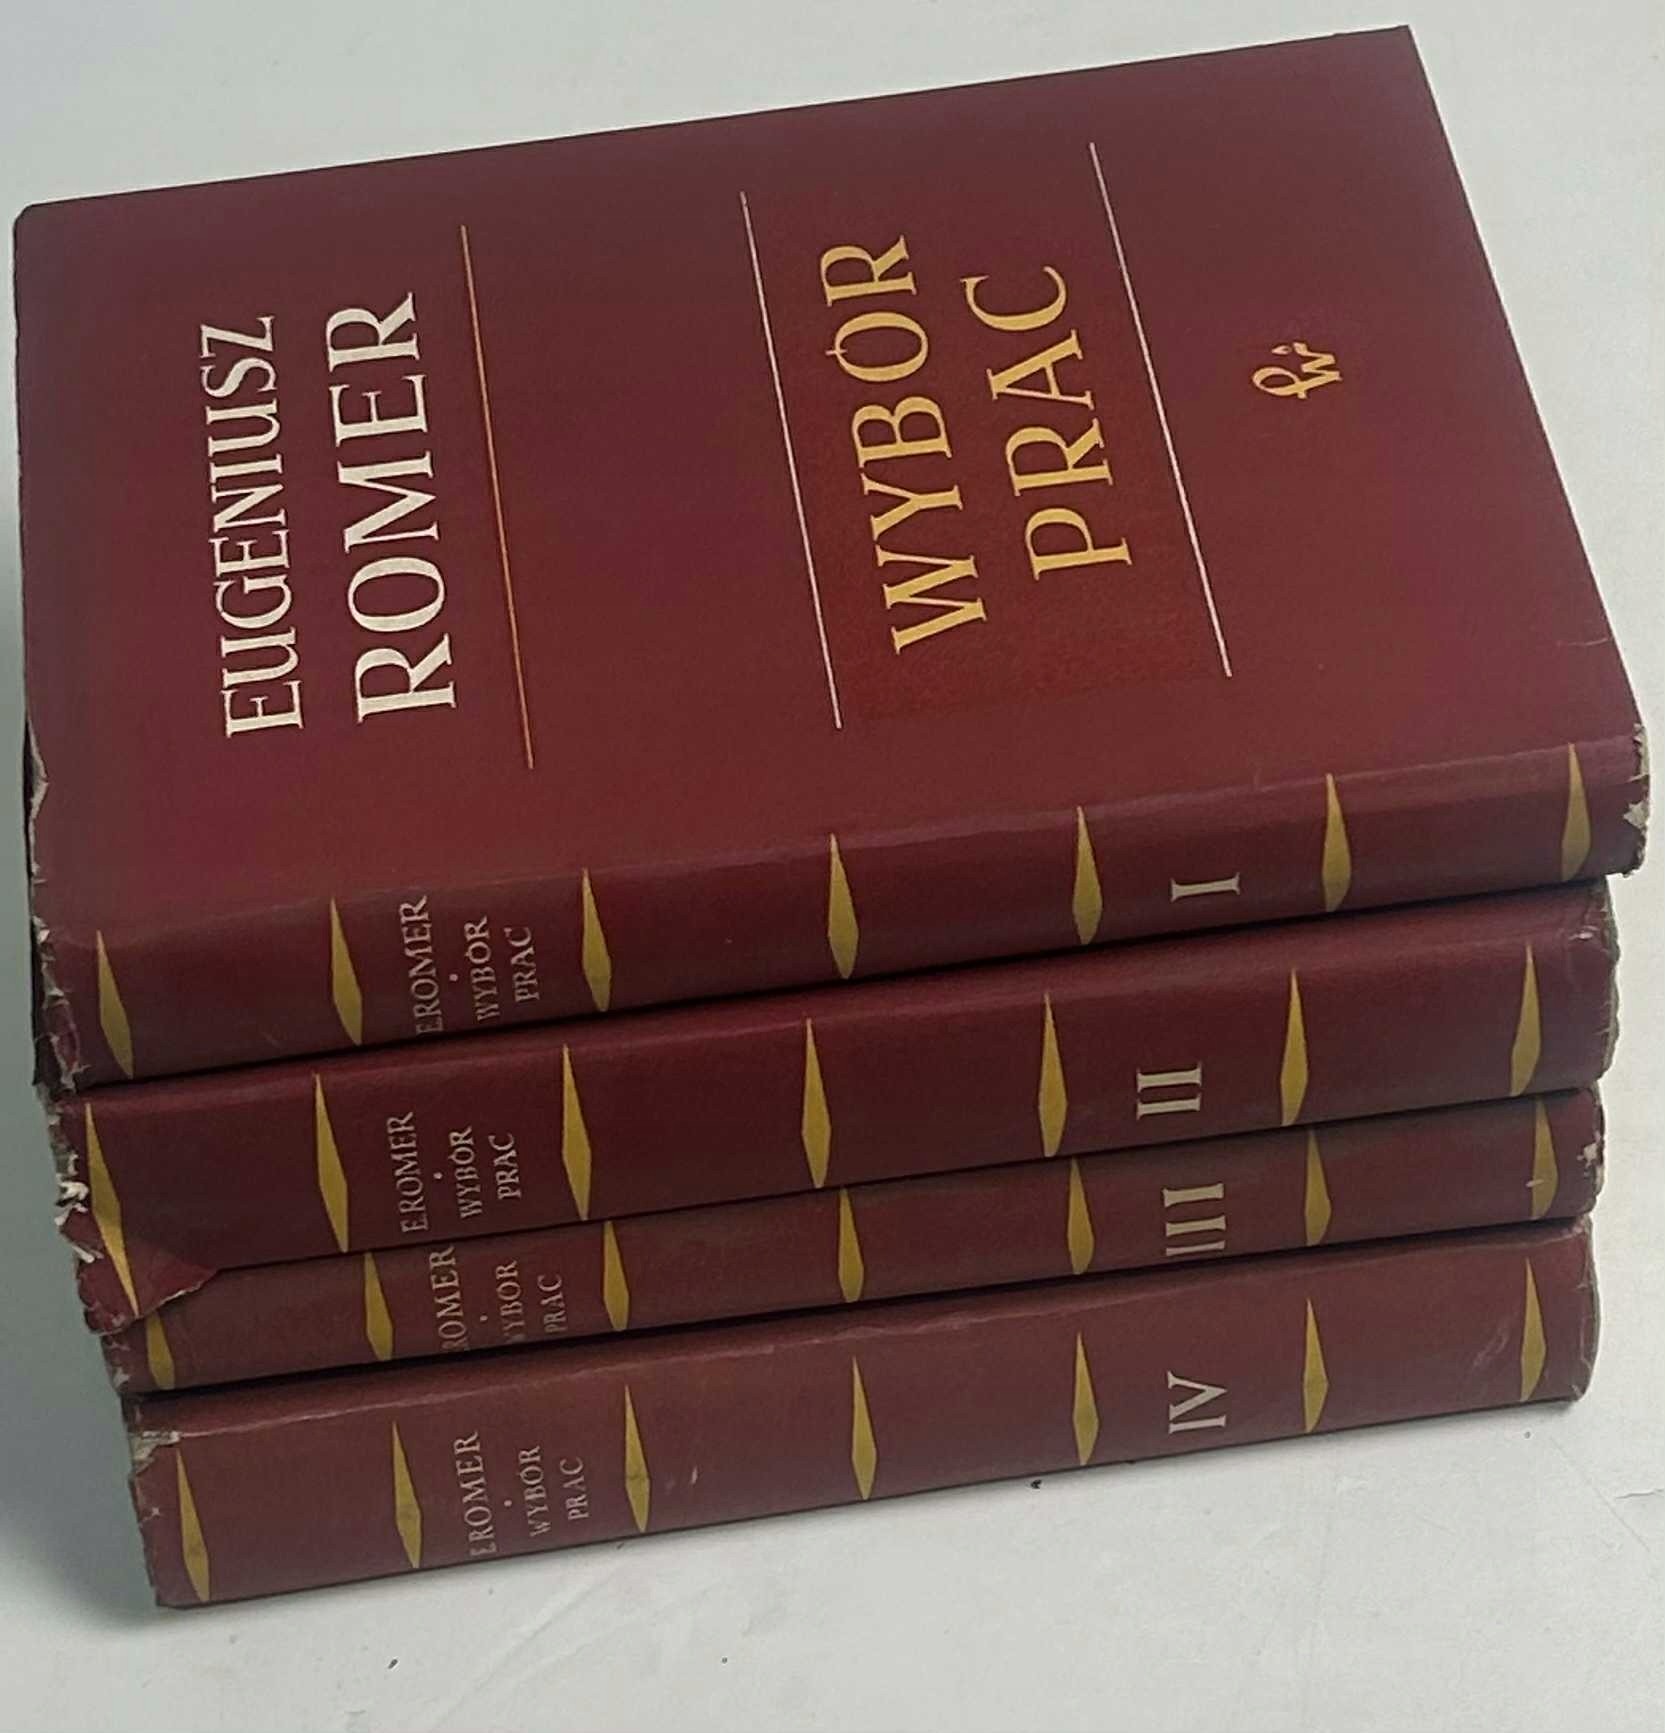 EUGENIUSZ
ROMER
WYBÓR
PRAC
E.ROMER
WYBÓR
PRAC
I
E.ROMER
WYBÓR
PRAC
II
ROMER
WYBÓR
PRAC
III
E.ROMER
WYBÓR
PRAC
IV